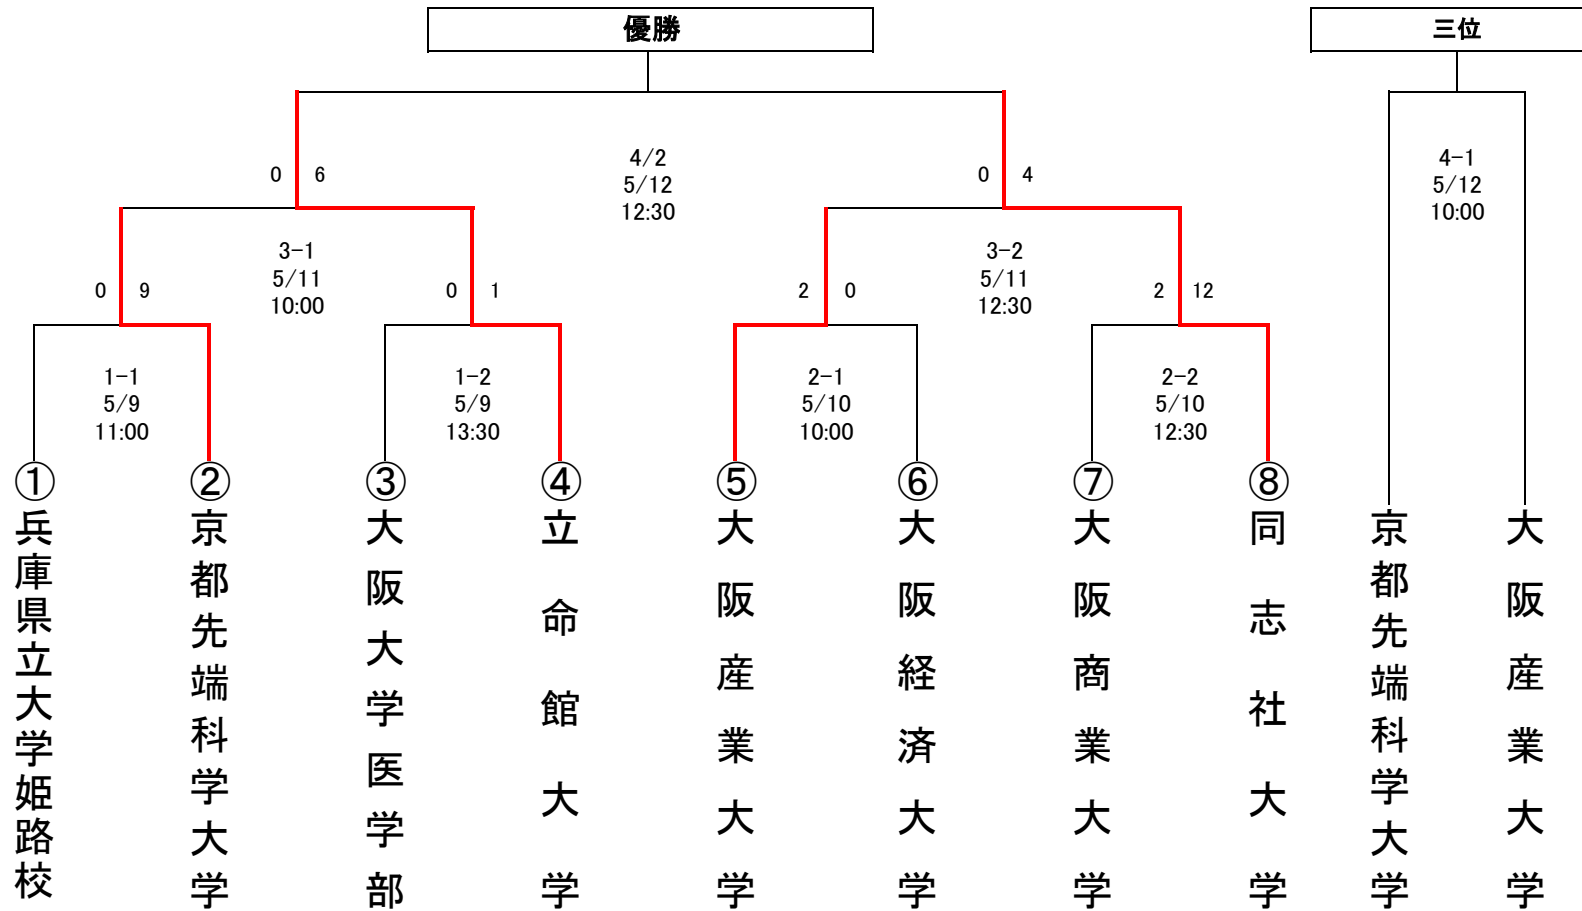 優勝
三位
0 6
4/2
5/12
12:30
0 4
4-1
5/12
10:00
0 9
3-1
5/11
10:00
0 1
2 0
3-2
5/11
12:30
2 12
1-1
5/9
11:00
1-2
5/9
13:30
2-1
5/10
10:00
2-2
5/10
12:30
①兵庫県立大学姫路校
②京都先端科学大学
③大阪大学医学部
④立命館大学
⑤大阪産業大学
⑥大阪経済大学
⑦大阪商業大学
⑧同志社大学
京都先端科学大学
大阪産業大学